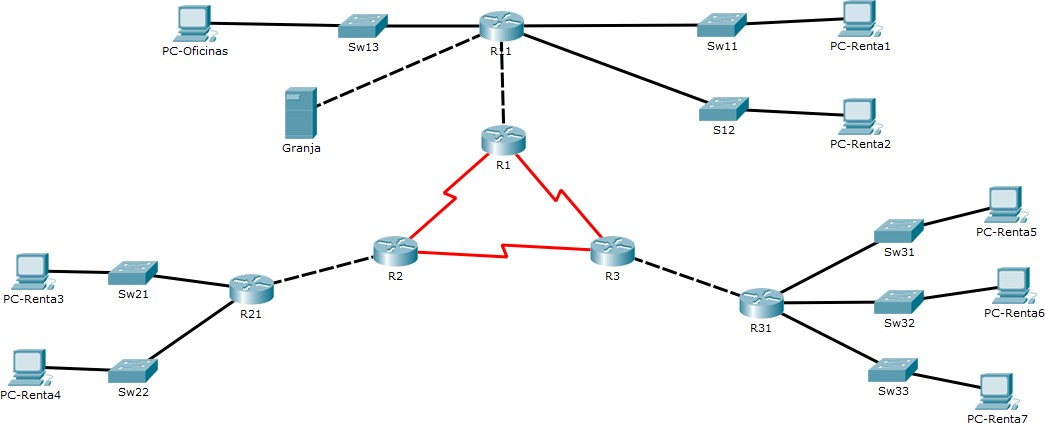 PC-Oficinas
Sw13
R11
Sw11
PC-Renta1
Granja
S12
PC-Renta2
R1
PC-Renta5
Sw31
R2
R3
PC-Renta3
Sw21
R21
R31
Sw32
PC-Renta6
PC-Renta4
Sw22
Sw33
PC-Renta7